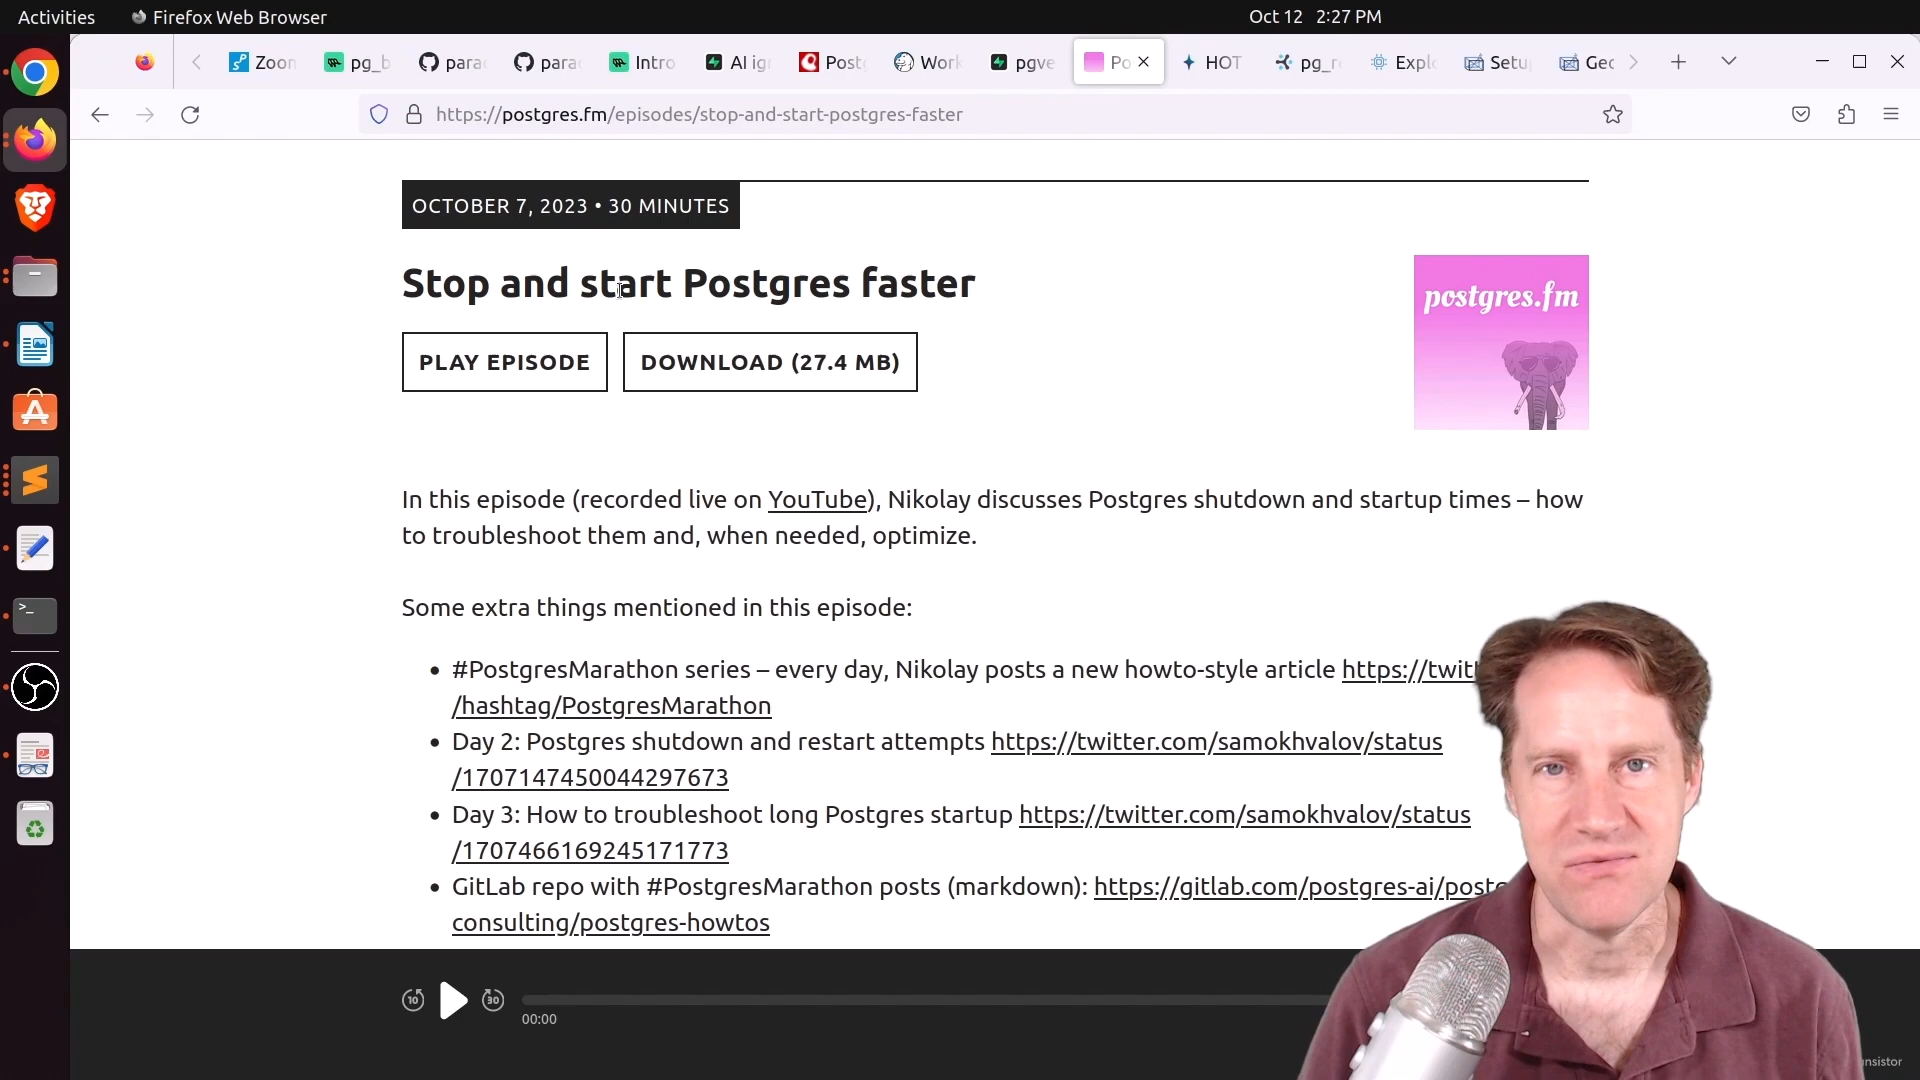 Activities
Firefox Web Browser
Oct 12 2:27 PM
Zoon
pg_b
para
para
Intro
AI ig
Post
Work
pgve
Po
HOT
pg_r
Explo
Setu
Geo
https://postgres.fm/episodes/stop-and-start-postgres-faster
OCTOBER 7, 2023 • 30 MINUTES
Stop and start Postgres faster
postgres.fm
PLAY EPISODE
DOWNLOAD (27.4 MB)
In this episode (recorded live on YouTube), Nikolay discusses Postgres shutdown and startup times – how
to troubleshoot them and, when needed, optimize.
Some extra things mentioned in this episode:
• #PostgresMarathon series – every day, Nikolay posts a new howto-style article https://twit
/hashtag/PostgresMarathon
• Day 2: Postgres shutdown and restart attempts https://twitter.com/samokhvalov/status
/1707147450044297673
• Day 3: How to troubleshoot long Postgres startup https://twitter.com/samokhvalov/status
/1707466169245171773
• GitLab repo with #PostgresMarathon posts (markdown): https://gitlab.com/postgres-ai/postg
consulting/postgres-howtos
10
30
00:00
nsistor